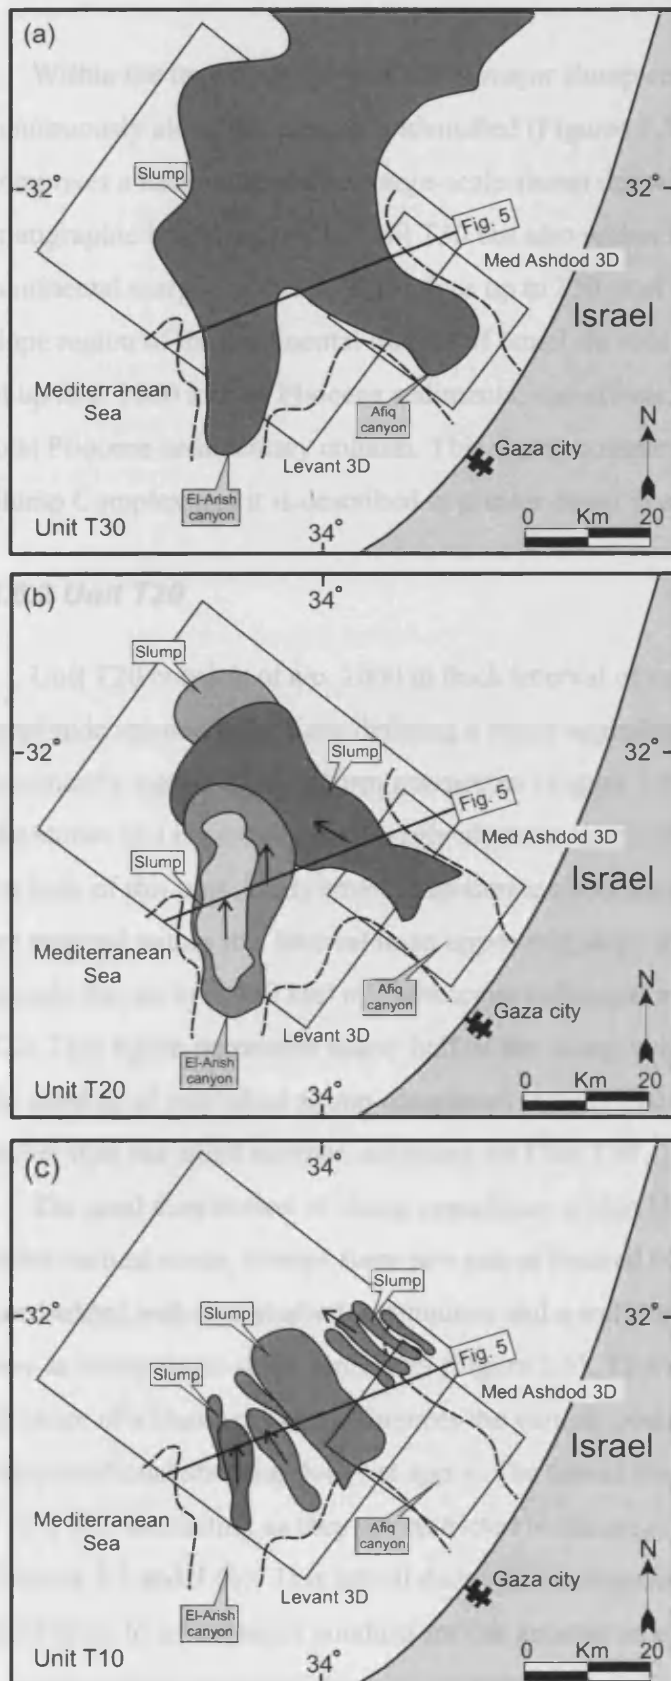 (a)
Slump
32°
32°
Fig. 5
Med Ashdod 3D
Israel
Mediterranean
Sea
Afiq
canyon
N
Gaza city
Levant 3D
El-Arish
canyon
Km
0
20
Unit T30
34°
(b)
34°
Slump
32°
32°
Slump
Fig. 5
Med Ashdod 3D
Slump
Israel
Mediterranean
Sea
Afiq
canyon
N
Gaza city
Levant 3D
El-Arish
canyon
Km
0
20
Unit T20
34°
(c)
34°
Slump
32°
32°
Slump
Fig. 5
Slump
Med Ashdod 3D
Israel
Mediterranean
Sea
Afiq
canyon
N
Levant 3D
Gaza city
El-Arish
canyon
Km
0
20
Unit T10
34°